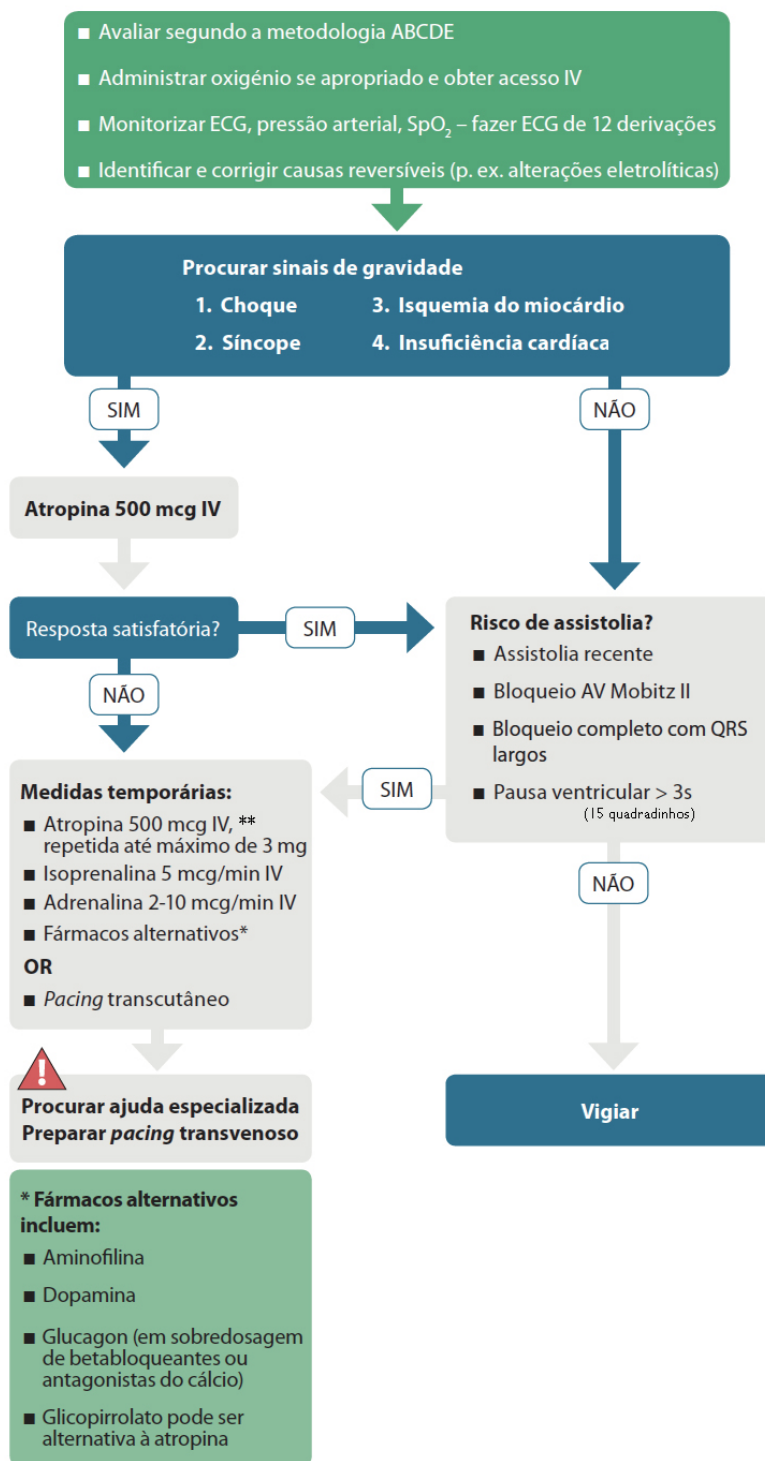 ■ Avaliar segundo a metodologia ABCDE
■ Administrar oxigénio se apropriado e obter acesso IV
■ Monitorizar ECG, pressão arterial, SpO₂ – fazer ECG de 12 derivações
■ Identificar e corrigir causas reversíveis (p. ex. alterações eletrolíticas)
Procurar sinais de gravidade
1. Choque 3. Isquemia do miocárdio
2. Síncope 4. Insuficiência cardíaca
SIM
NÃO
Atropina 500 mcg IV
Resposta satisfatória?
SIM
NÃO
Risco de assistolia?
■ Assistolia recente
■ Bloqueio AV Mobitz II
■ Bloqueio completo com QRS
largos
■ Pausa ventricular > 3s
(15 quadradinhos)
SIM
NÃO
Medidas temporárias:
■ Atropina 500 mcg IV, **
repetida até máximo de 3 mg
■ Isoprenalina 5 mcg/min IV
■ Adrenalina 2-10 mcg/min IV
■ Fármacos alternativos*
OR
■ Pacing transcutâneo
!
Procurar ajuda especializada
Preparar pacing transvenoso
Vigiar
* Fármacos alternativos
incluem:
■ Aminofilina
■ Dopamina
■ Glucagon (em sobredosagem
de betabloqueantes ou
antagonistas do cálcio)
■ Glicopirrolato pode ser
alternativa à atropina